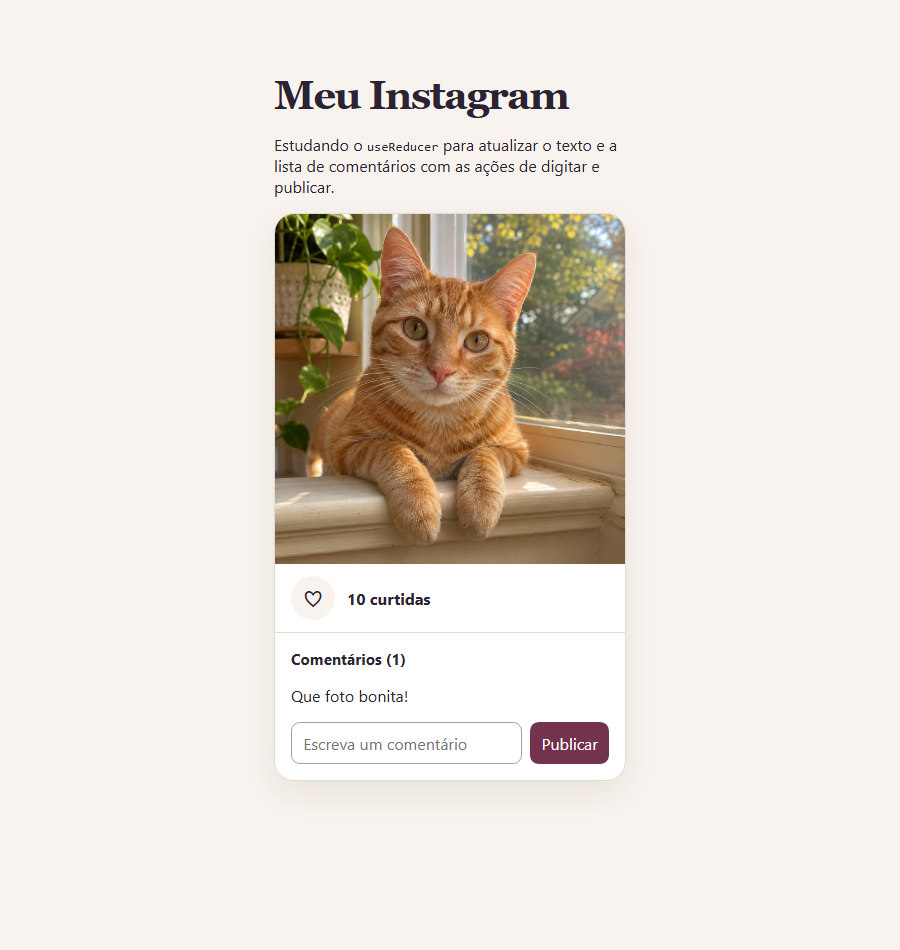 Meu Instagram
Estudando o useReducer para atualizar o texto e a
lista de comentários com as ações de digitar e
publicar.
10 curtidas
Comentários (1)
Que foto bonita!
Escreva um comentário
Publicar